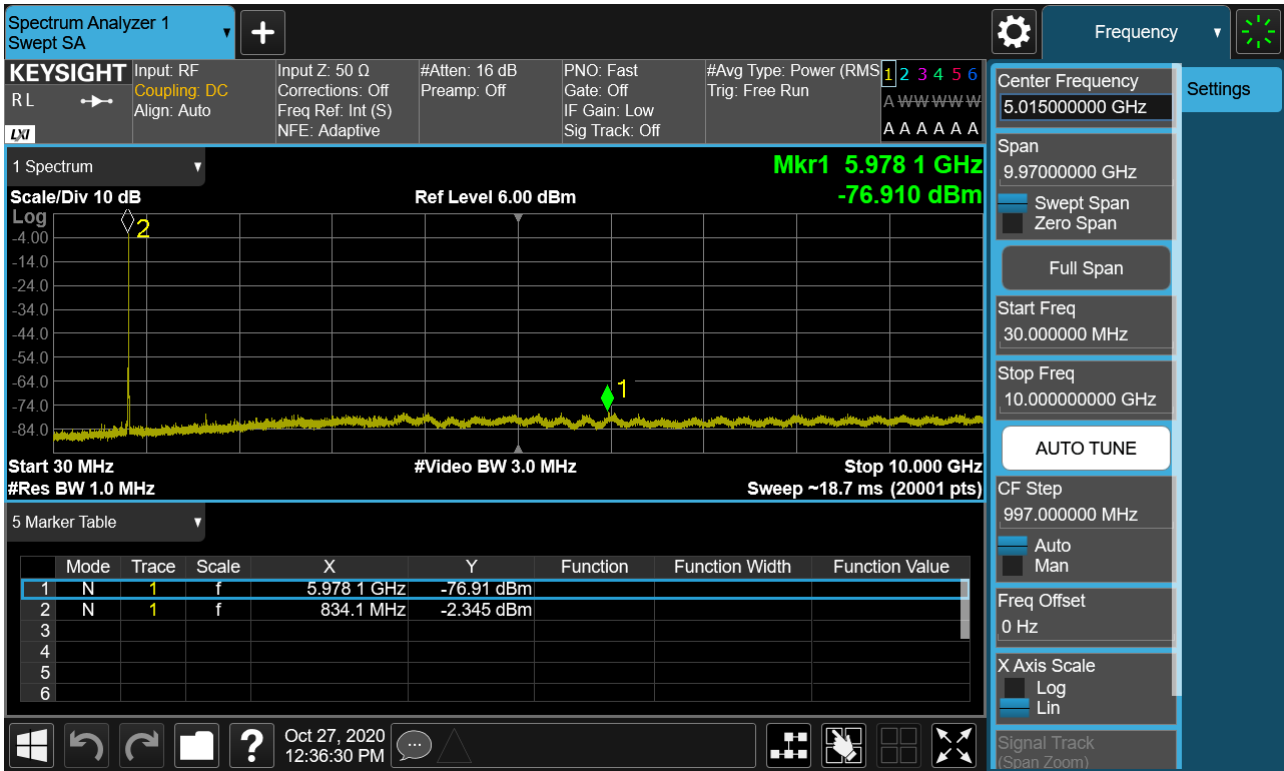 Spectrum Analyzer 1
Swept SA
+
Frequency
KEYSIGHT
R L
LXI
Input: RF
Coupling: DC
Align: Auto
Input Z: 50 Ω
Corrections: Off
Freq Ref: Int (S)
NFE: Adaptive
#Atten: 16 dB
Preamp: Off
PNO: Fast
Gate: Off
IF Gain: Low
Sig Track: Off
#Avg Type: Power (RMS
Trig: Free Run
1 2 3 4 5 6
A W W W W W
A A A A A A
1 Spectrum
Mkr1 5.978 1 GHz
Scale/Div 10 dB
Ref Level 6.00 dBm
-76.910 dBm
Log
2
-4.00
-14.0
-24.0
-34.0
-44.0
-54.0
-64.0
1
-74.0
-84.0
Start 30 MHz
#Video BW 3.0 MHz
Stop 10.000 GHz
#Res BW 1.0 MHz
Sweep ~18.7 ms (20001 pts)
5 Marker Table
Mode Trace Scale X Y Function Function Width Function Value
1 N 1 f 5.978 1 GHz -76.91 dBm
2 N 1 f 834.1 MHz -2.345 dBm
3
4
5
6
Oct 27, 2020
12:36:30 PM
?
Center Frequency
5.015000000 GHz
Settings
Span
9.97000000 GHz
Swept Span
Zero Span
Full Span
Start Freq
30.000000 MHz
Stop Freq
10.000000000 GHz
AUTO TUNE
CF Step
997.000000 MHz
Auto
Man
Freq Offset
0 Hz
X Axis Scale
Log
Lin
Signal Track
(Span Zoom)